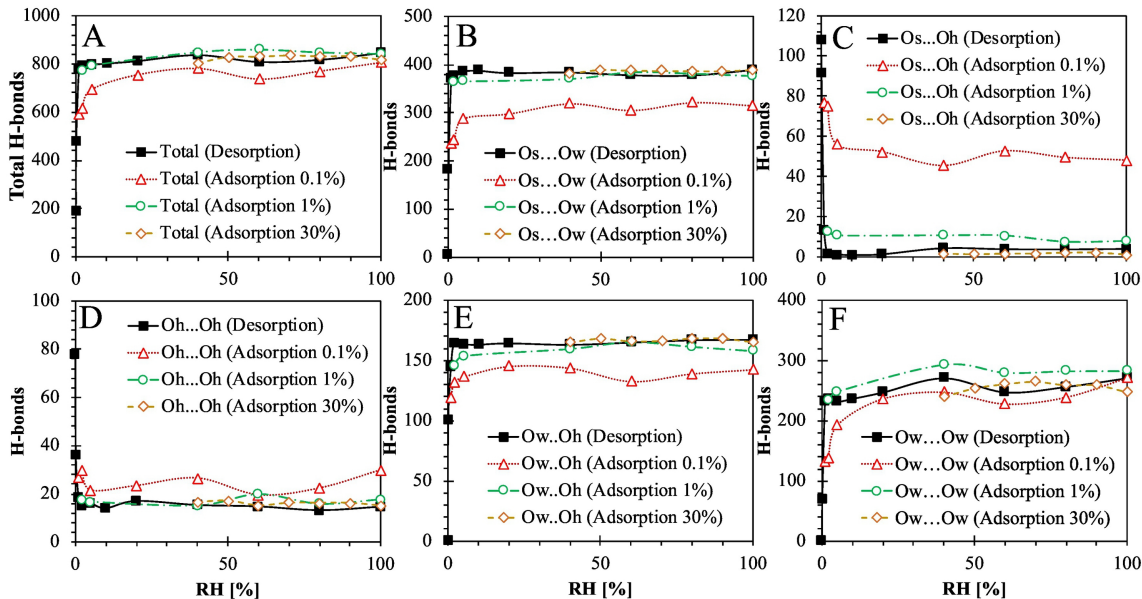 A
1000
800
600
400
200
800
0
Total H-bonds
Total (Desorption)
Total (Adsorption 0.1%)
Total (Adsorption 1%)
Total (Adsorption 30%)
0
50
100
B
500
400
300
200
100
0
H-bonds
Os…Ow (Desorption)
Os…Ow (Adsorption 0.1%)
Os…Ow (Adsorption 1%)
Os…Ow (Adsorption 30%)
0
50
100
C
120
100
80
60
40
20
0
H-bonds
Os...Oh (Desorption)
Os...Oh (Adsorption 0.1%)
Os...Oh (Adsorption 1%)
Os...Oh (Adsorption 30%)
0
50
100
D
100
80
60
40
20
0
H-bonds
Oh...Oh (Desorption)
Oh...Oh (Adsorption 0.1%)
Oh...Oh (Adsorption 1%)
Oh...Oh (Adsorption 30%)
0
50
100
RH [%]
E
200
160
120
80
40
0
H-bonds
Ow..Oh (Desorption)
Ow..Oh (Adsorption 0.1%)
Ow..Oh (Adsorption 1%)
Ow..Oh (Adsorption 30%)
0
50
100
RH [%]
F
400
300
200
100
0
H-bonds
Ow…Ow (Desorption)
Ow…Ow (Adsorption 0.1%)
Ow…Ow (Adsorption 1%)
Ow…Ow (Adsorption 30%)
0
50
100
RH [%]